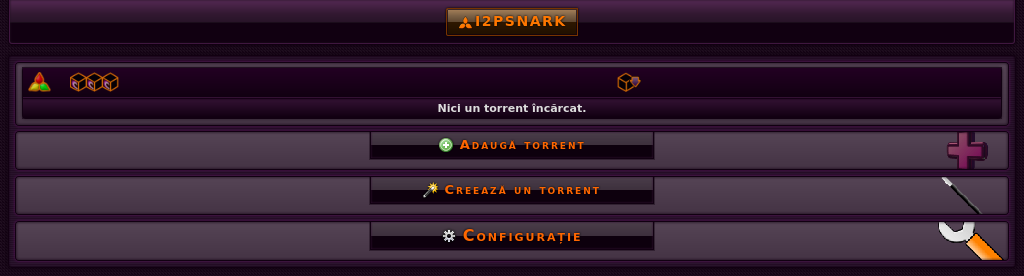 I2PSNARK
Nici un torrent încărcat.
Adaugă torrent
Creează un torrent
Configurație